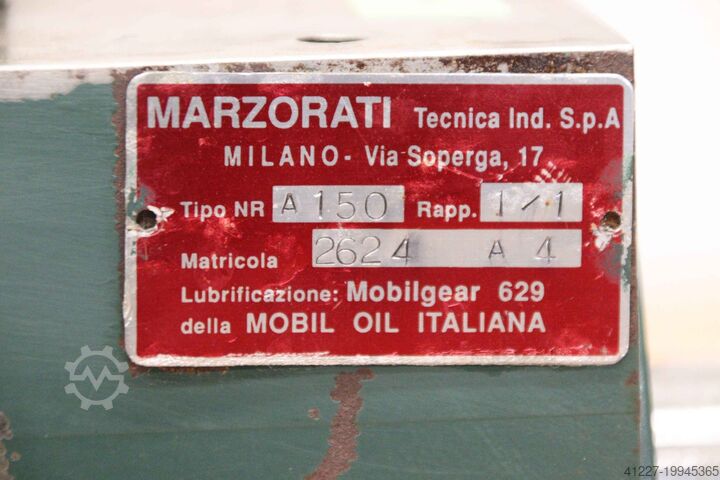 MARZORATI Tecnica Ind. S.p.A
MILANO - Via Soperga, 17
Tipo NR A 150 Rapp. 1/1
Matricola 2624 A 4
Lubrificazione: Mobilgear 629
della MOBIL OIL ITALIANA
41227-19945365